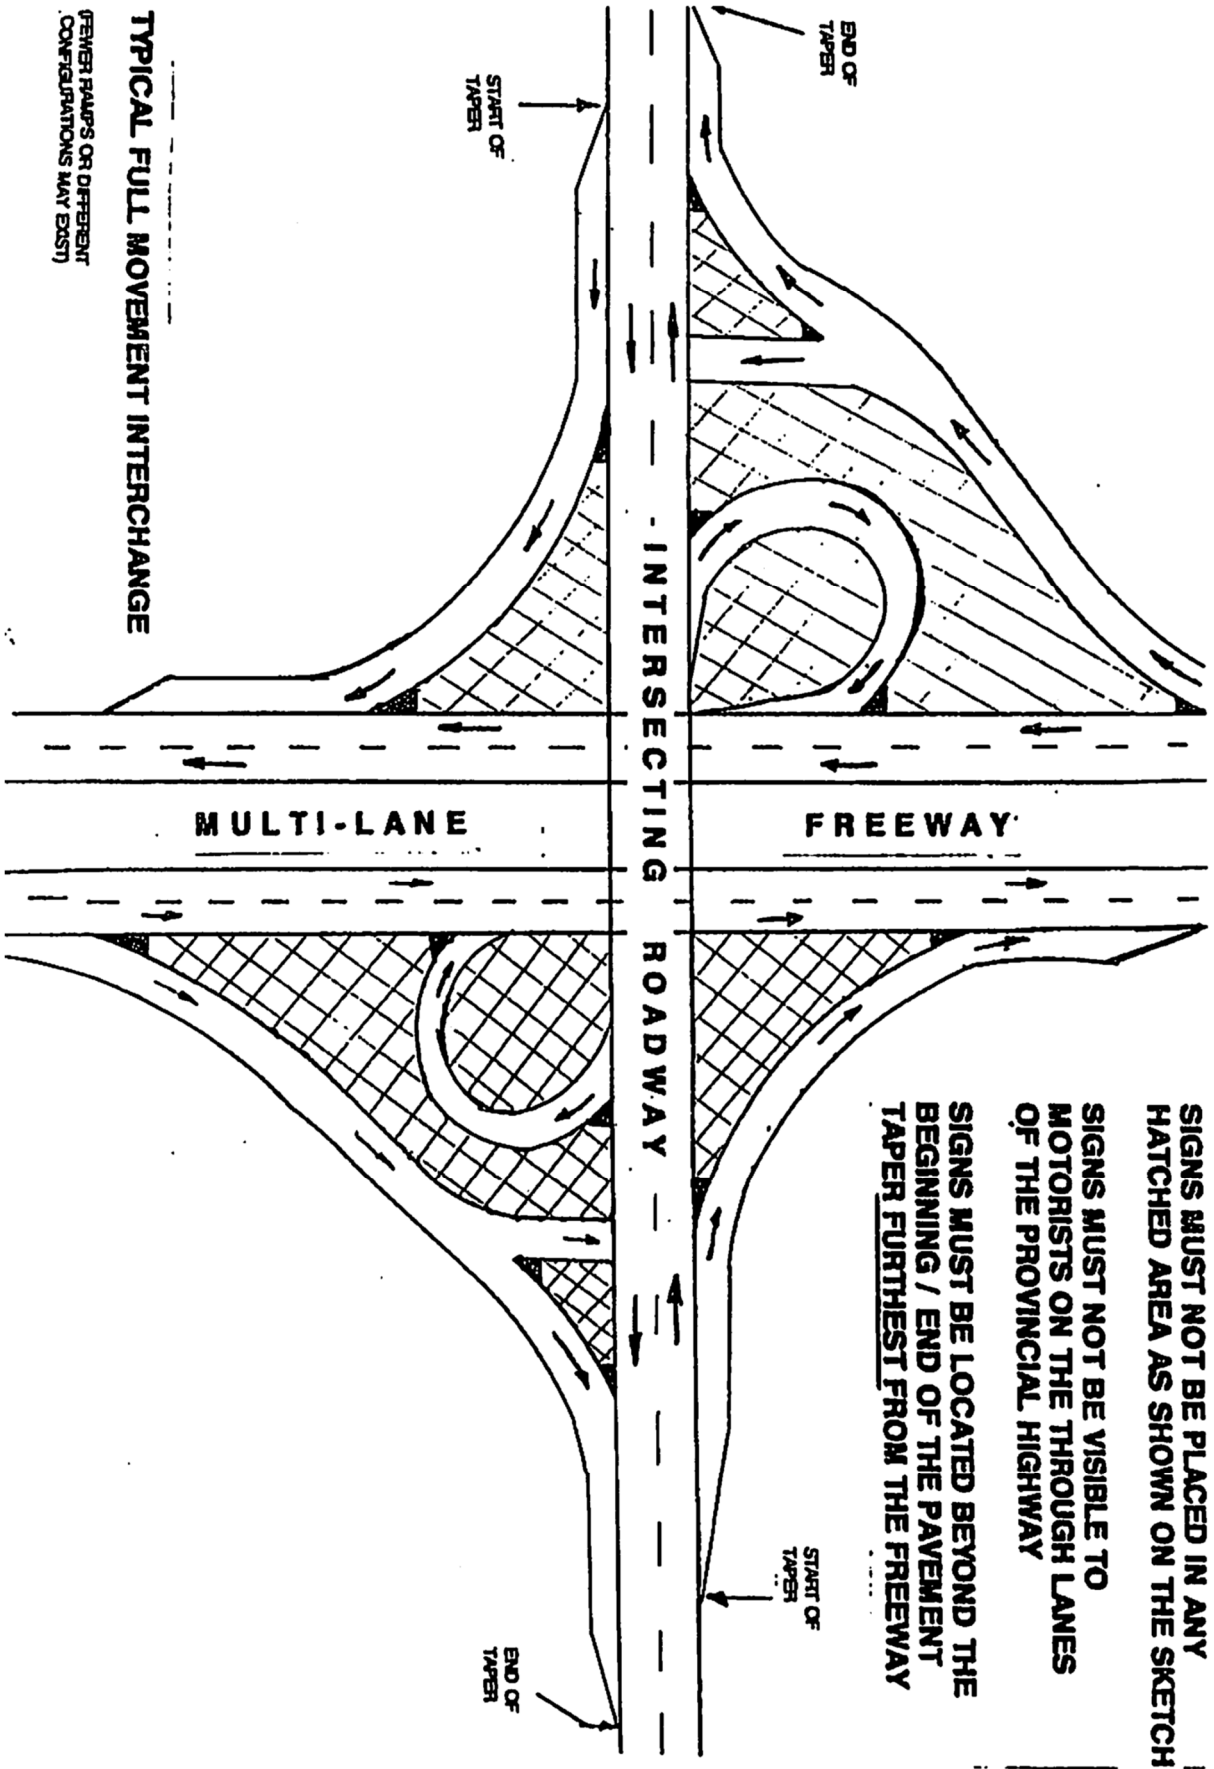 SIGNS MUST NOT BE PLACED IN ANY
HATCHED AREA AS SHOWN ON THE SKETCH
SIGNS MUST NOT BE VISIBLE TO
MOTORISTS ON THE THROUGH LANES
OF THE PROVINCIAL HIGHWAY
SIGNS MUST BE LOCATED BEYOND THE
BEGINNING / END OF THE PAVEMENT
TAPER FURTHEST FROM THE FREEWAY
END OF
TAPER
START OF
TAPER
FREEWAY
INTERSECTING ROADWAY
MULTI-LANE
START OF
TAPER
END OF
TAPER
TYPICAL FULL MOVEMENT INTERCHANGE
(FEWER RAMPS OR DIFFERENT
CONFIGURATIONS MAY EXIST)